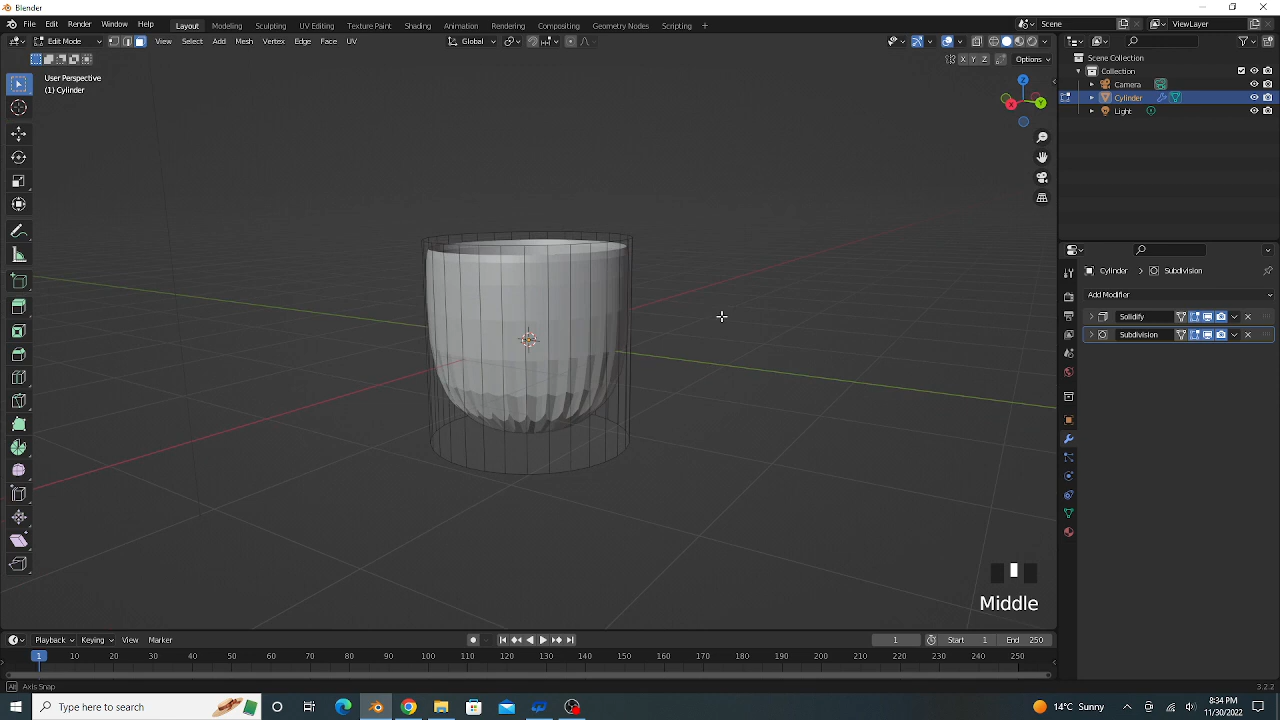 Blender
File Edit Render Window Help Layout Modeling Sculpting UV Editing Texture Paint Shading Animation Rendering Compositing Geometry Nodes Scripting + Scene ViewLayer
Edit Mode View Select Add Mesh Vertex Edge Face UV Global
X Y Z Options
User Perspective
(1) Cylinder
Z
X Y
Scene Collection
Collection
Camera
Cylinder
Light
Cylinder > Subdivision
Add Modifier
Solidify
Subdivision
Middle
Playback Keying View Marker 1 Start 1 End 250
1 10 20 30 40 50 60 70 80 90 100 110 120 130 140 150 160 170 180 190 200 210 220 230 240 250
Axis Snap 3.2.2
Type here to search
14°C Sunny
8:34 PM
11/30/2022